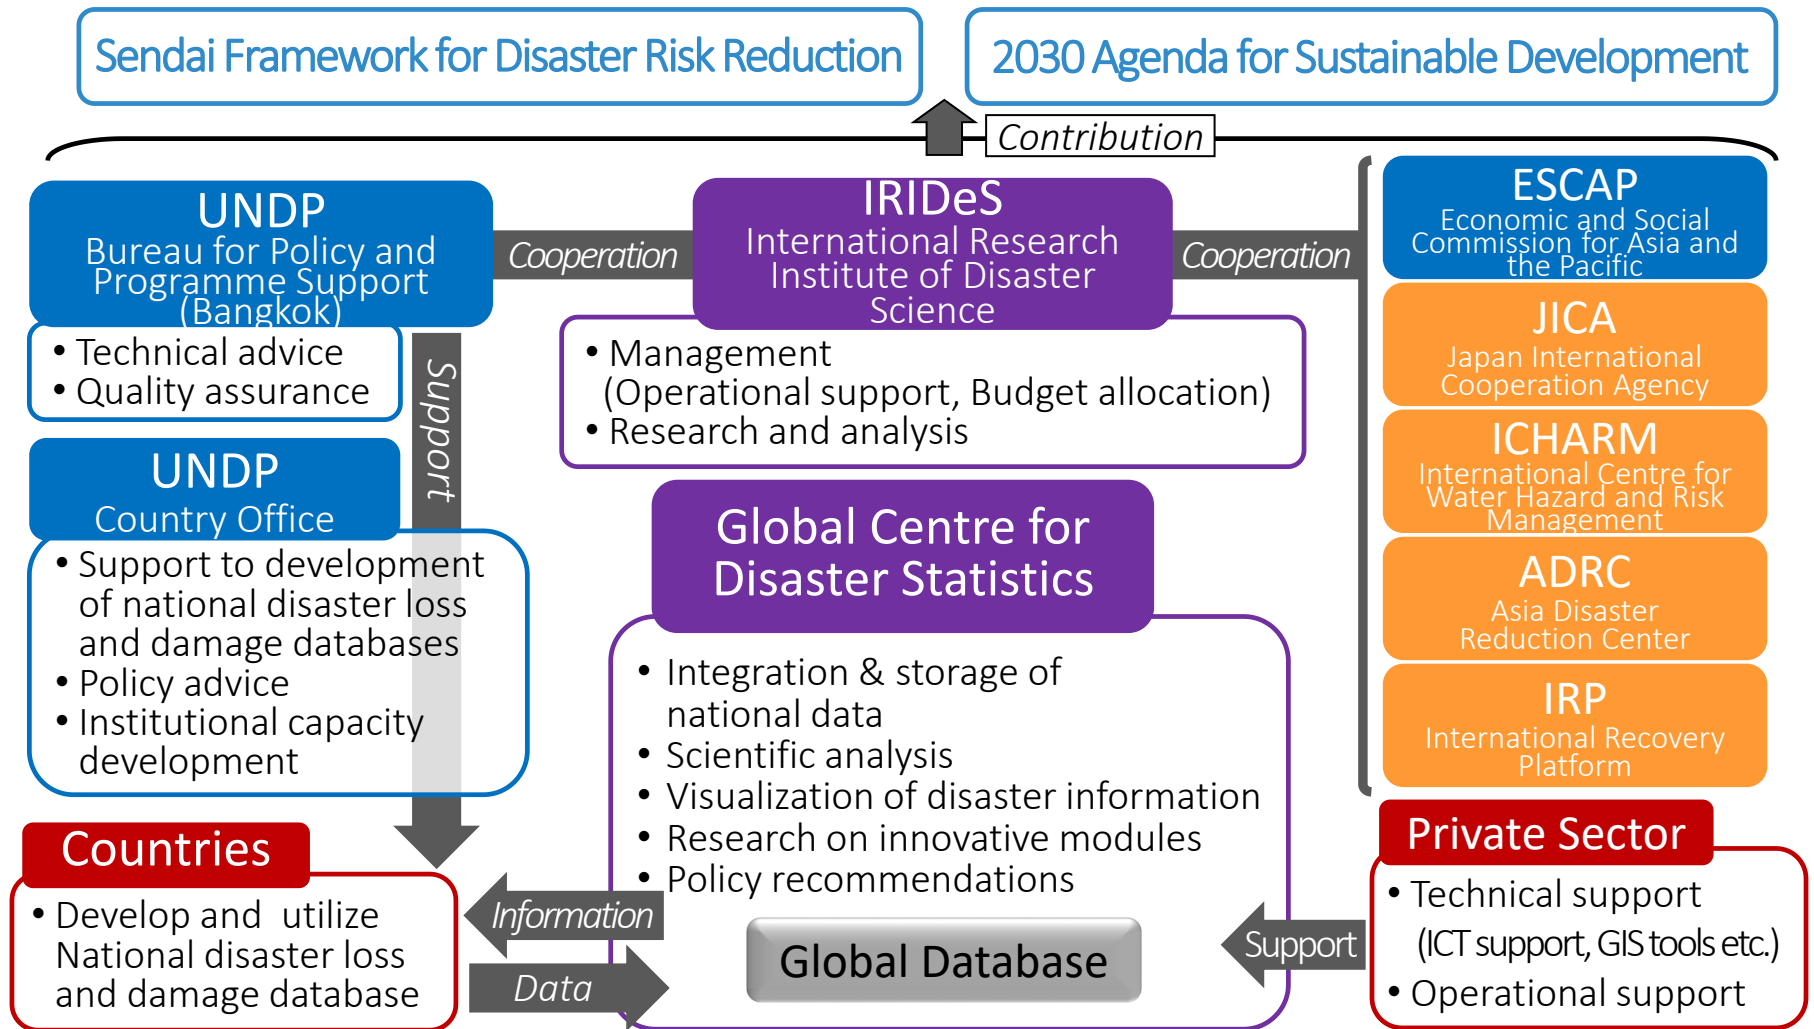 Sendai Framework for Disaster Risk Reduction
2030 Agenda for Sustainable Development
Contribution
UNDP
Bureau for Policy and
Programme Support
(Bangkok)
• Technical advice
• Quality assurance
Cooperation
IRIDeS
International Research
Institute of Disaster
Science
• Management
(Operational support, Budget allocation)
• Research and analysis
Cooperation
ESCAP
Economic and Social
Commission for Asia and
the Pacific
JICA
Japan International
Cooperation Agency
ICHARM
International Centre for
Water Hazard and Risk
Management
ADRC
Asia Disaster
Reduction Center
IRP
International Recovery
Platform
Support
UNDP
Country Office
• Support to development
of national disaster loss
and damage databases
• Policy advice
• Institutional capacity
development
Global Centre for
Disaster Statistics
• Integration & storage of
national data
• Scientific analysis
• Visualization of disaster information
• Research on innovative modules
• Policy recommendations
Global Database
Countries
• Develop and utilize
National disaster loss
and damage database
Information
Data
Support
Private Sector
• Technical support
(ICT support, GIS tools etc.)
• Operational support